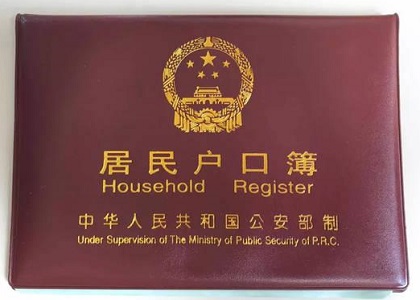 居民户口簿
Household Register
中华人民共和国公安部制
Under Supervision of The Ministry of Public Security of P.R.C.